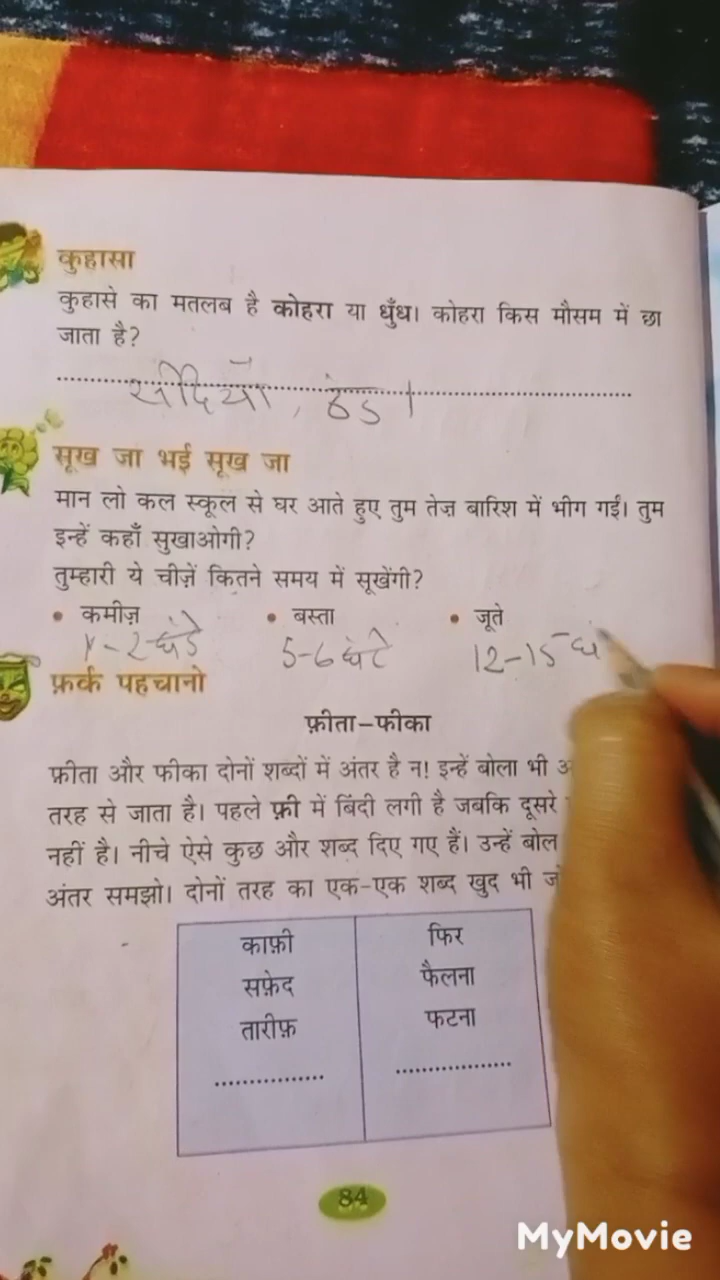 कुहासा
कुहासे का मतलब है कोहरा या धुँध। कोहरा किस मौसम में छा
जाता है?
सर्दियाँ, ठंड।
सूख जा भई सूख जा
मान लो कल स्कूल से घर आते हुए तुम तेज़ बारिश में भीग गईं। तुम
इन्हें कहाँ सुखाओगी?
तुम्हारी ये चीज़ें कितने समय में सूखेंगी?
• कमीज़ • बस्ता • जूते
1-2 घंटे 5-6 घंटे 12-15 घं
फ़र्क पहचानो
फ़ीता-फीका
फ़ीता और फीका दोनों शब्दों में अंतर है न! इन्हें बोला भी अ
तरह से जाता है। पहले फ़ी में बिंदी लगी है जबकि दूसरे
नहीं है। नीचे ऐसे कुछ और शब्द दिए गए हैं। उन्हें बोल
अंतर समझो। दोनों तरह का एक-एक शब्द खुद भी जो
काफ़ी फिर
सफ़ेद फैलना
तारीफ़ फटना
84
MyMovie